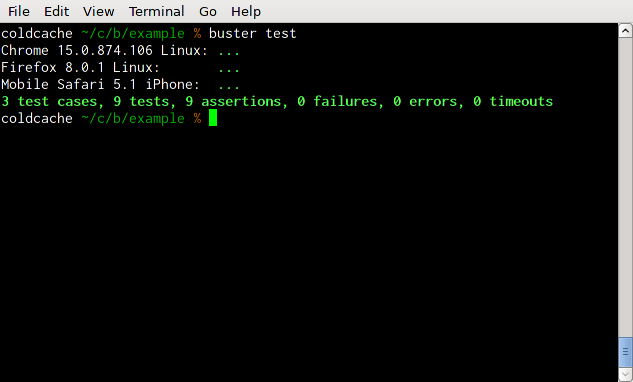 File Edit View Terminal Go Help
coldcache ~/c/b/example % buster test
Chrome 15.0.874.106 Linux: ...
Firefox 8.0.1 Linux:       ...
Mobile Safari 5.1 iPhone:  ...
3 test cases, 9 tests, 9 assertions, 0 failures, 0 errors, 0 timeouts
coldcache ~/c/b/example %